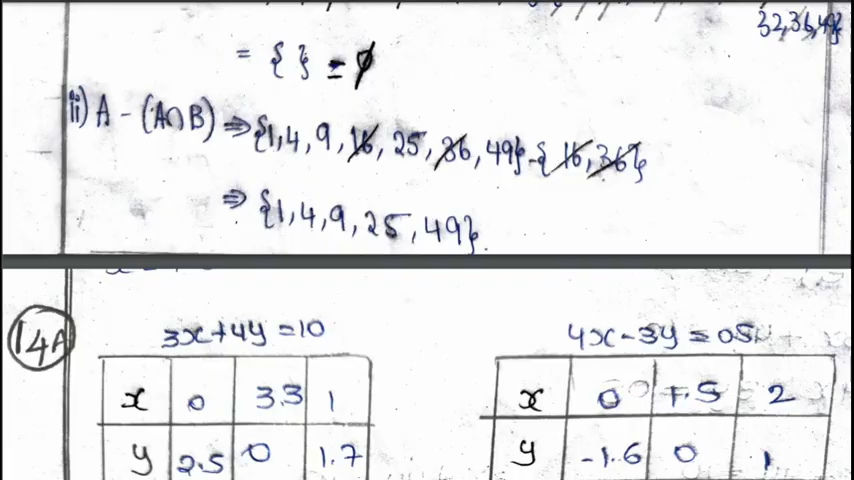 32,36,49}
= { } = ϕ
ii) A - (A∩B) ⇒ {1,4,9,16,25,36,49} - {16,36}
⇒ {1,4,9,25,49}
14A
3x+4y=10 4x-3y=05
x 0 3.3 1 x 0 1.5 2
y 2.5 0 1.7 y -1.6 0 1